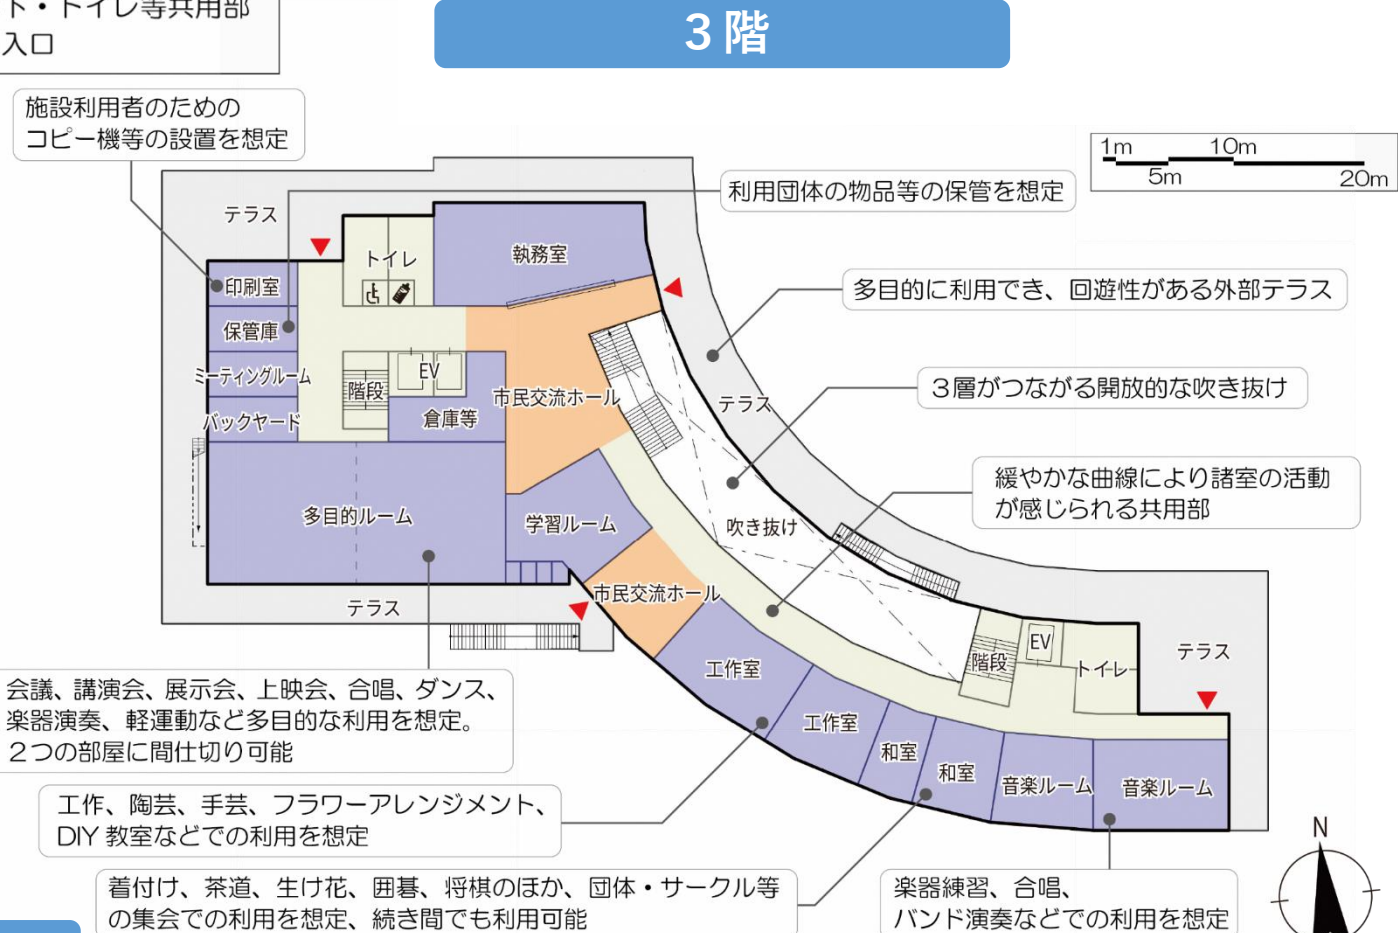 ト・トイレ等共用部
入口
３階
施設利用者のための
コピー機等の設置を想定
1m
10m
5m
20m
利用団体の物品等の保管を想定
テラス
トイレ
執務室
印刷室
保管庫
ミーティングルーム
バックヤード
階段
EV
倉庫等
市民交流ホール
多目的に利用でき、回遊性がある外部テラス
テラス
３層がつながる開放的な吹き抜け
緩やかな曲線により諸室の活動
が感じられる共用部
多目的ルーム
学習ルーム
吹き抜け
テラス
市民交流ホール
階段
EV
トイレ
テラス
工作室
工作室
和室
和室
音楽ルーム
音楽ルーム
会議、講演会、展示会、上映会、合唱、ダンス、
楽器演奏、軽運動など多目的な利用を想定。
２つの部屋に間仕切り可能
工作、陶芸、手芸、フラワーアレンジメント、
DIY 教室などでの利用を想定
着付け、茶道、生け花、囲碁、将棋のほか、団体・サークル等
の集会での利用を想定、続き間でも利用可能
楽器練習、合唱、
バンド演奏などでの利用を想定
N